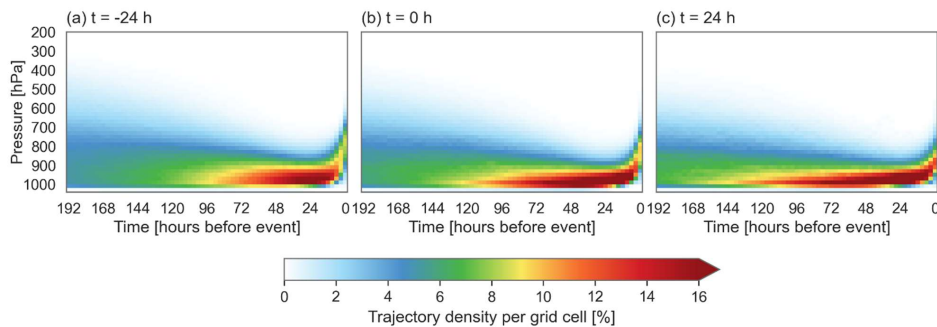 (a) t = -24 h (b) t = 0 h (c) t = 24 h
200
300
400
500
600
700
800
900
1000
Pressure [hPa]
192 168 144 120 96 72 48 24 0 192 168 144 120 96 72 48 24 0 192 168 144 120 96 72 48 24 0
Time [hours before event] Time [hours before event] Time [hours before event]
0 2 4 6 8 10 12 14 16
Trajectory density per grid cell [%]